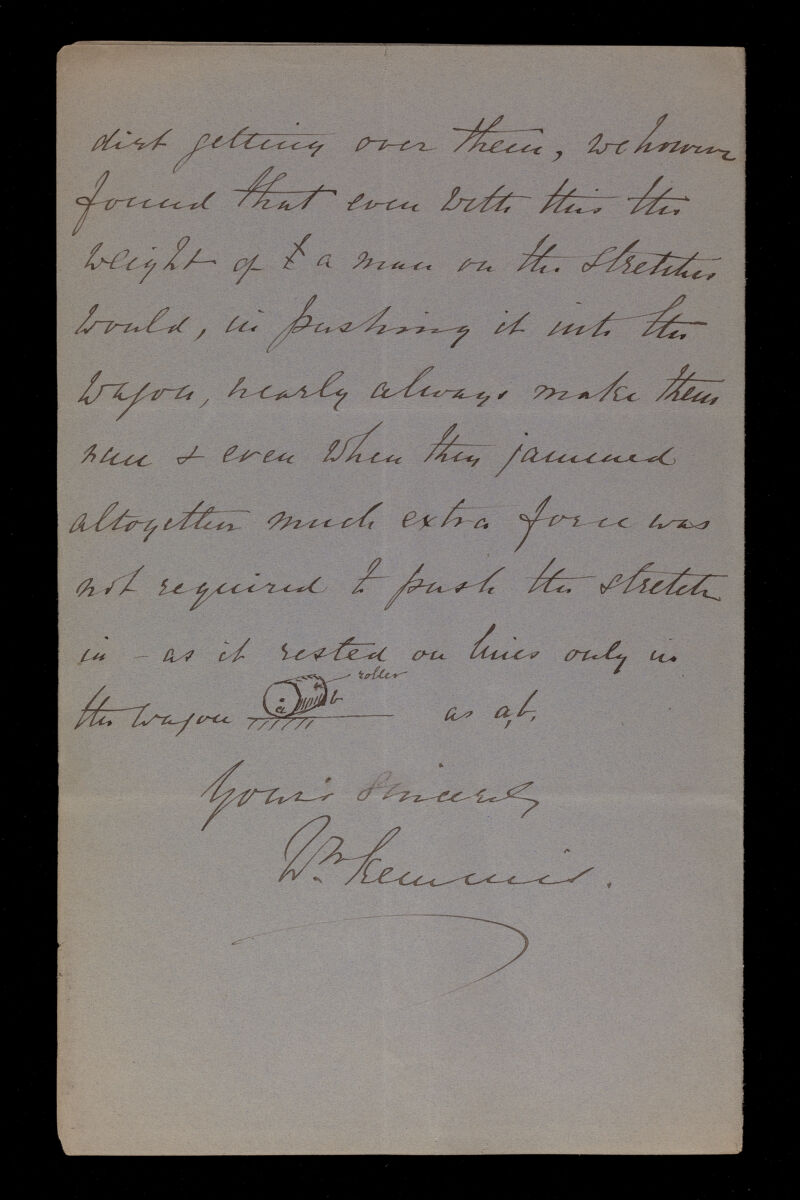 dirt getting over them, we however
found that even with this the
weight of t a man on the stretcher
would, in pushing it into the
wagon, nearly always make them
run & even when they jammed
altogether much extra force was
not required to push the stretcher
in - as it rested on lines only in
roller
a b
the wagon as a,b.
Yours Sincerely
Wm Kemmis.